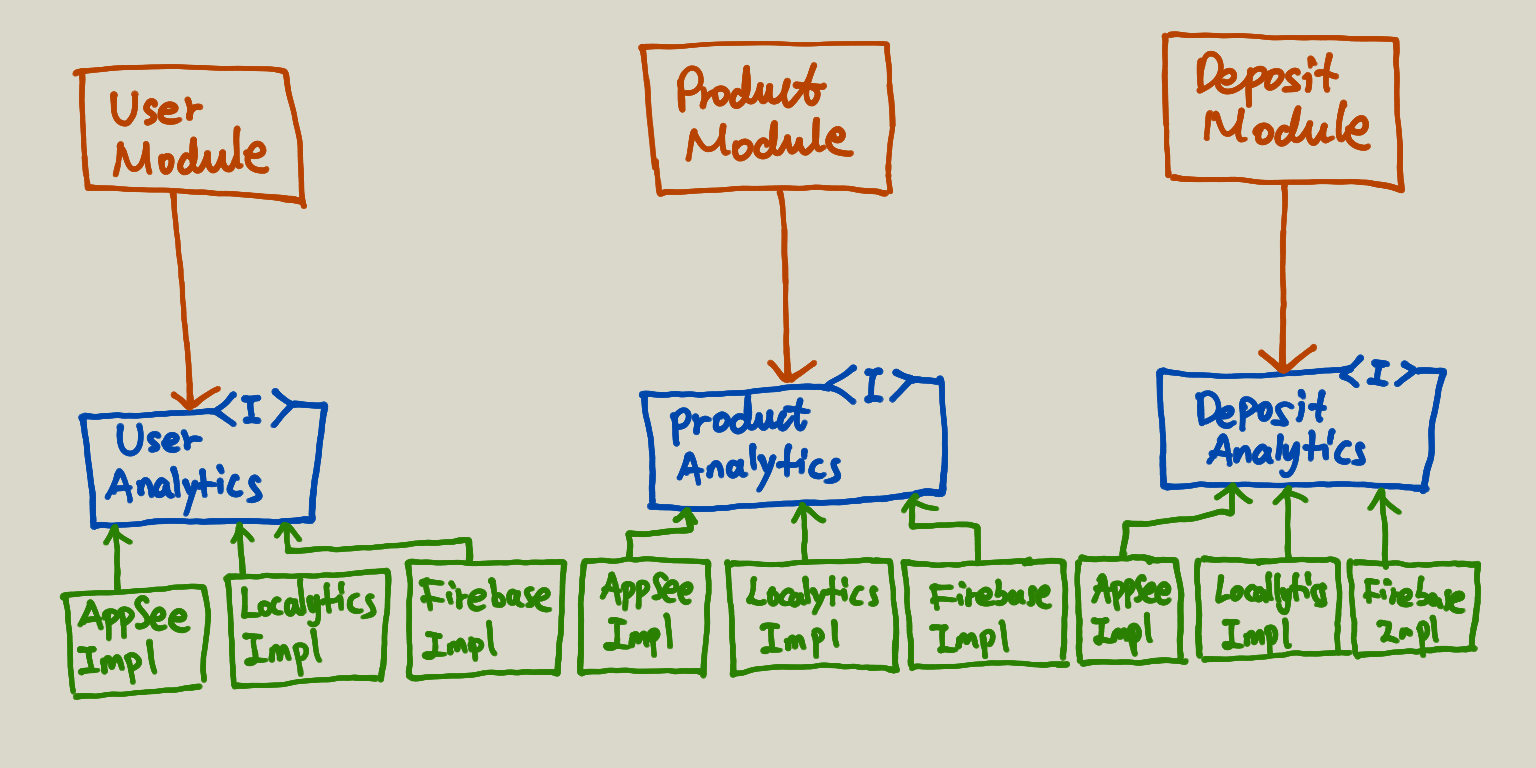 User
Module
Product
Module
Deposit
Module
<I>
User
Analytics
<I>
Product
Analytics
<I>
Deposit
Analytics
AppSee
Impl
Localytics
Impl
Firebase
Impl
AppSee
Impl
Localytics
Impl
Firebase
Impl
AppSee
Impl
Locallytics
Impl
Firebase
Impl